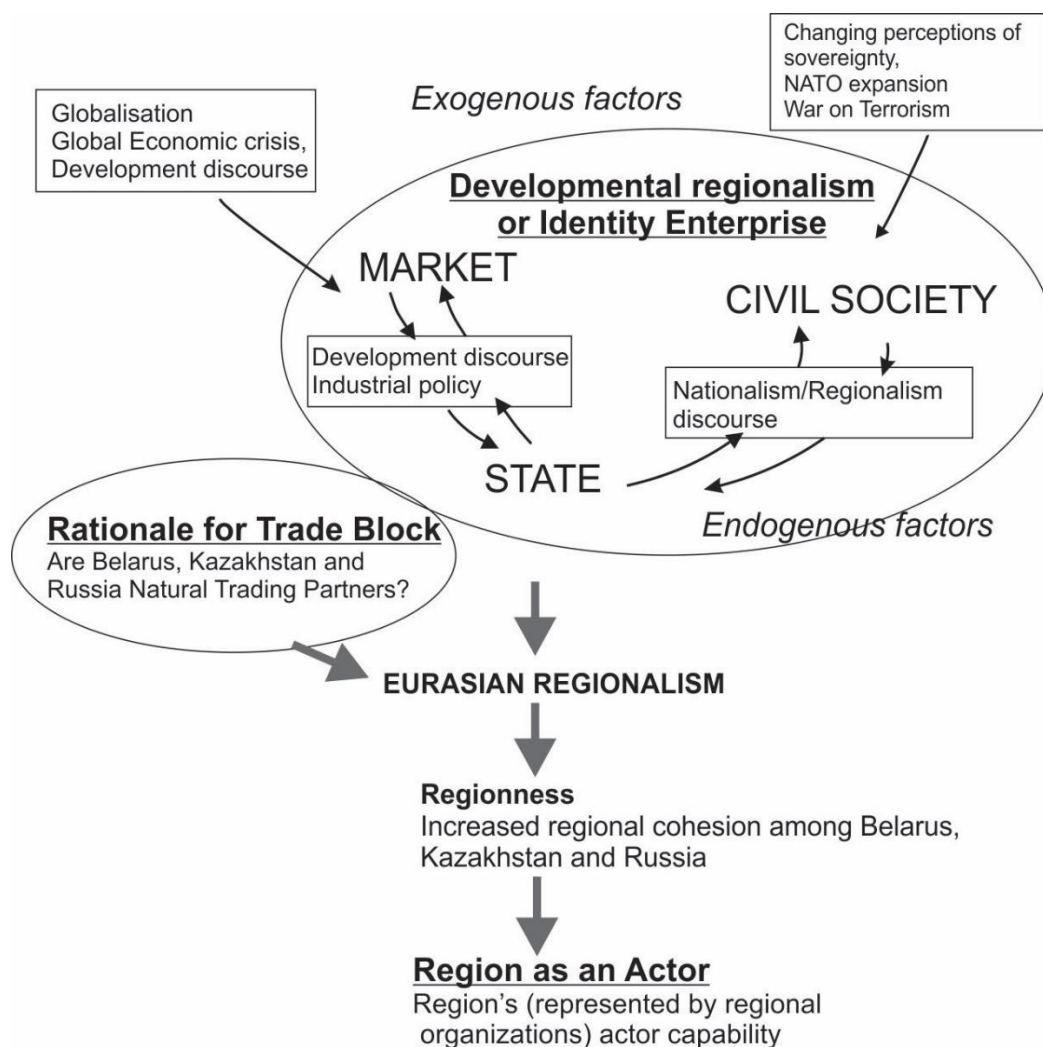 Changing perceptions of
sovereignty,
NATO expansion
War on Terrorism
Exogenous factors
Globalisation
Global Economic crisis,
Development discourse
Developmental regionalism
or Identity Enterprise
MARKET
CIVIL SOCIETY
Development discourse
Industrial policy
Nationalism/Regionalism
discourse
STATE
Endogenous factors
Rationale for Trade Block
Are Belarus, Kazakhstan and
Russia Natural Trading Partners?
EURASIAN REGIONALISM
Regionness
Increased regional cohesion among Belarus,
Kazakhstan and Russia
Region as an Actor
Region's (represented by regional
organizations) actor capability